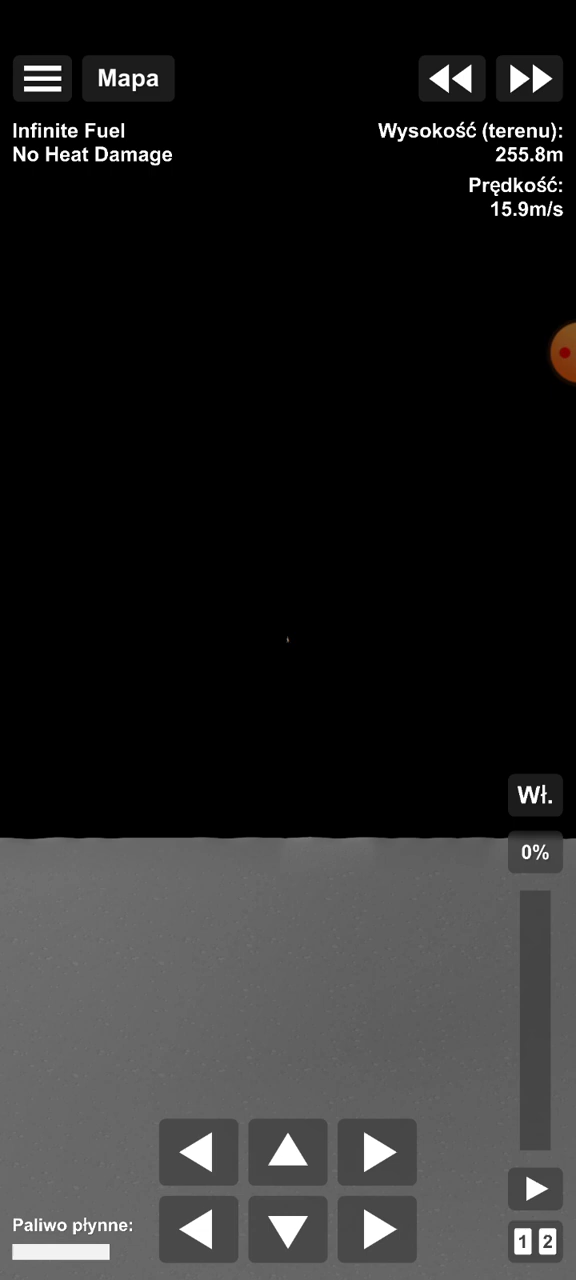 Mapa
Infinite Fuel
No Heat Damage
Wysokość (terenu):
255.8m
Prędkość:
15.9m/s
Wł.
0%
Paliwo płynne:
1 2